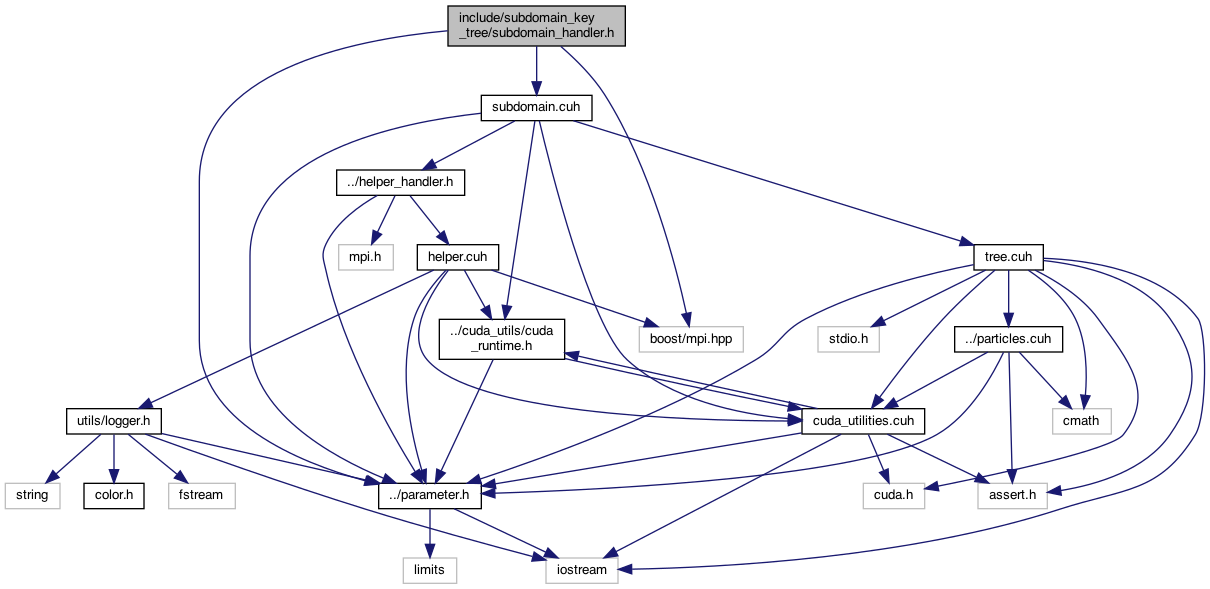 include/subdomain_key
_tree/subdomain_handler.h
subdomain.cuh
../helper_handler.h
mpi.h
helper.cuh
tree.cuh
../cuda_utils/cuda
_runtime.h
boost/mpi.hpp
stdio.h
../particles.cuh
utils/logger.h
cuda_utilities.cuh
cmath
string
color.h
fstream
../parameter.h
cuda.h
assert.h
limits
iostream